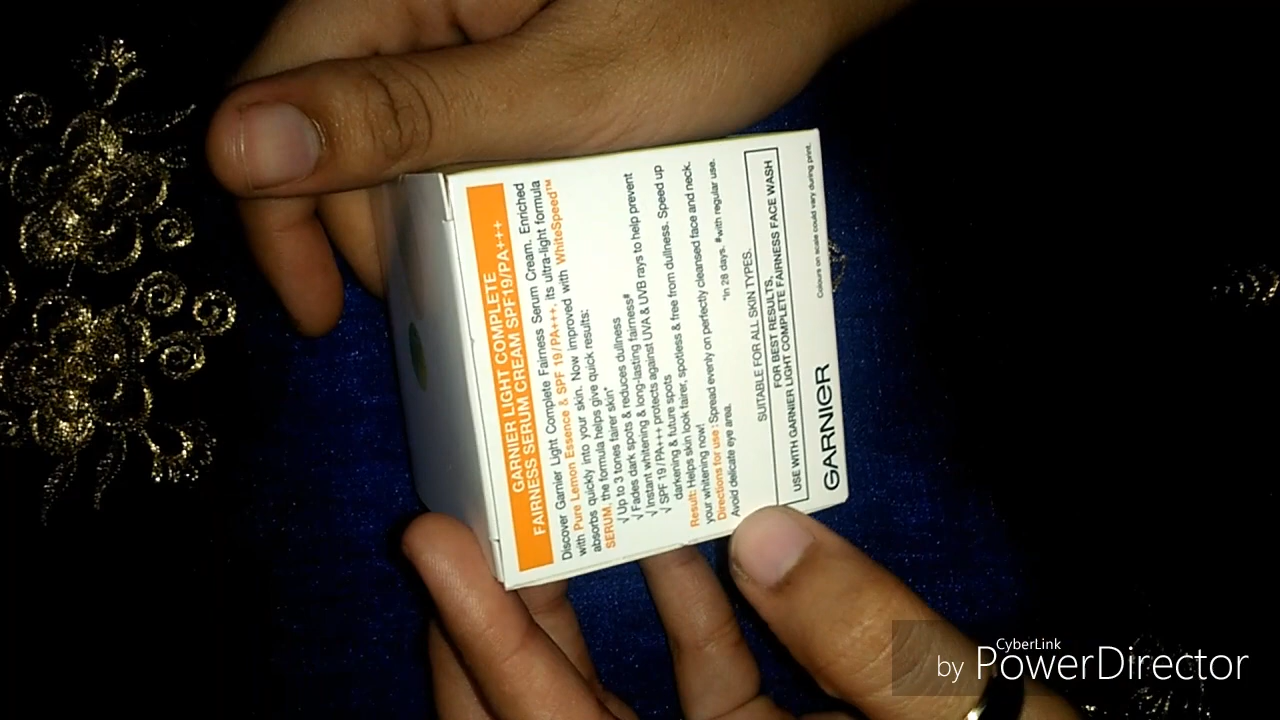 GARNIER LIGHT COMPLETE
FAIRNESS SERUM CREAM SPF19/PA+++
Discover Garnier Light Complete Fairness Serum Cream. Enriched
with Pure Lemon Essence & SPF 19/PA+++, its ultra-light formula
absorbs quickly into your skin. Now improved with WhiteSpeed™
SERUM, the formula helps give quick results:
√ Up to 3 tones fairer skin*
√ Fades dark spots & reduces dullness
√ Instant whitening & long-lasting fairness#
√ SPF 19/PA+++ protects against UVA & UVB rays to help prevent
darkening & future spots
Result: Helps skin look fairer, spotless & free from dullness. Speed up
your whitening now!
Directions for use: Spread evenly on perfectly cleansed face and neck.
Avoid delicate eye area.
*In 28 days. #with regular use.
SUITABLE FOR ALL SKIN TYPES.
FOR BEST RESULTS,
USE WITH GARNIER LIGHT COMPLETE FAIRNESS FACE WASH
GARNIER
Colours on scale could vary during print.
CyberLink
by PowerDirector